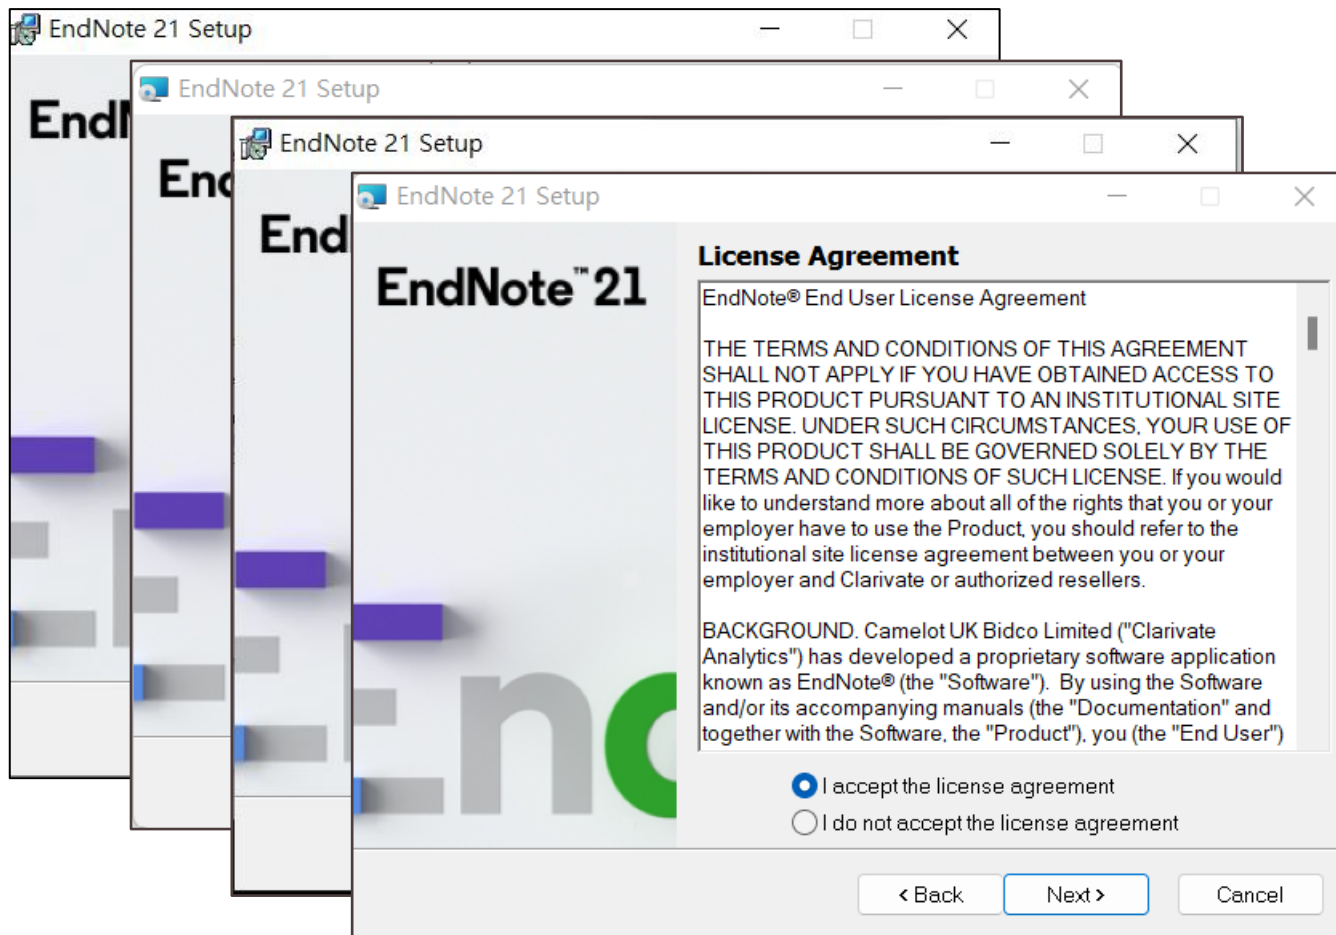 EndNote 21 Setup
EndNote 21 Setup
EndNote 21 Setup
EndNote 21 Setup
End
End
EndNote™ 21
License Agreement
EndNote® End User License Agreement
THE TERMS AND CONDITIONS OF THIS AGREEMENT
SHALL NOT APPLY IF YOU HAVE OBTAINED ACCESS TO
THIS PRODUCT PURSUANT TO AN INSTITUTIONAL SITE
LICENSE. UNDER SUCH CIRCUMSTANCES, YOUR USE OF
THIS PRODUCT SHALL BE GOVERNED SOLELY BY THE
TERMS AND CONDITIONS OF SUCH LICENSE. If you would
like to understand more about all of the rights that you or your
employer have to use the Product, you should refer to the
institutional site license agreement between you or your
employer and Clarivate or authorized resellers.
BACKGROUND. Camelot UK Bidco Limited ("Clarivate
Analytics") has developed a proprietary software application
known as EndNote® (the "Software").  By using the Software
and/or its accompanying manuals (the "Documentation" and
together with the Software, the "Product"), you (the "End User")
I accept the license agreement
I do not accept the license agreement
< Back
Next >
Cancel